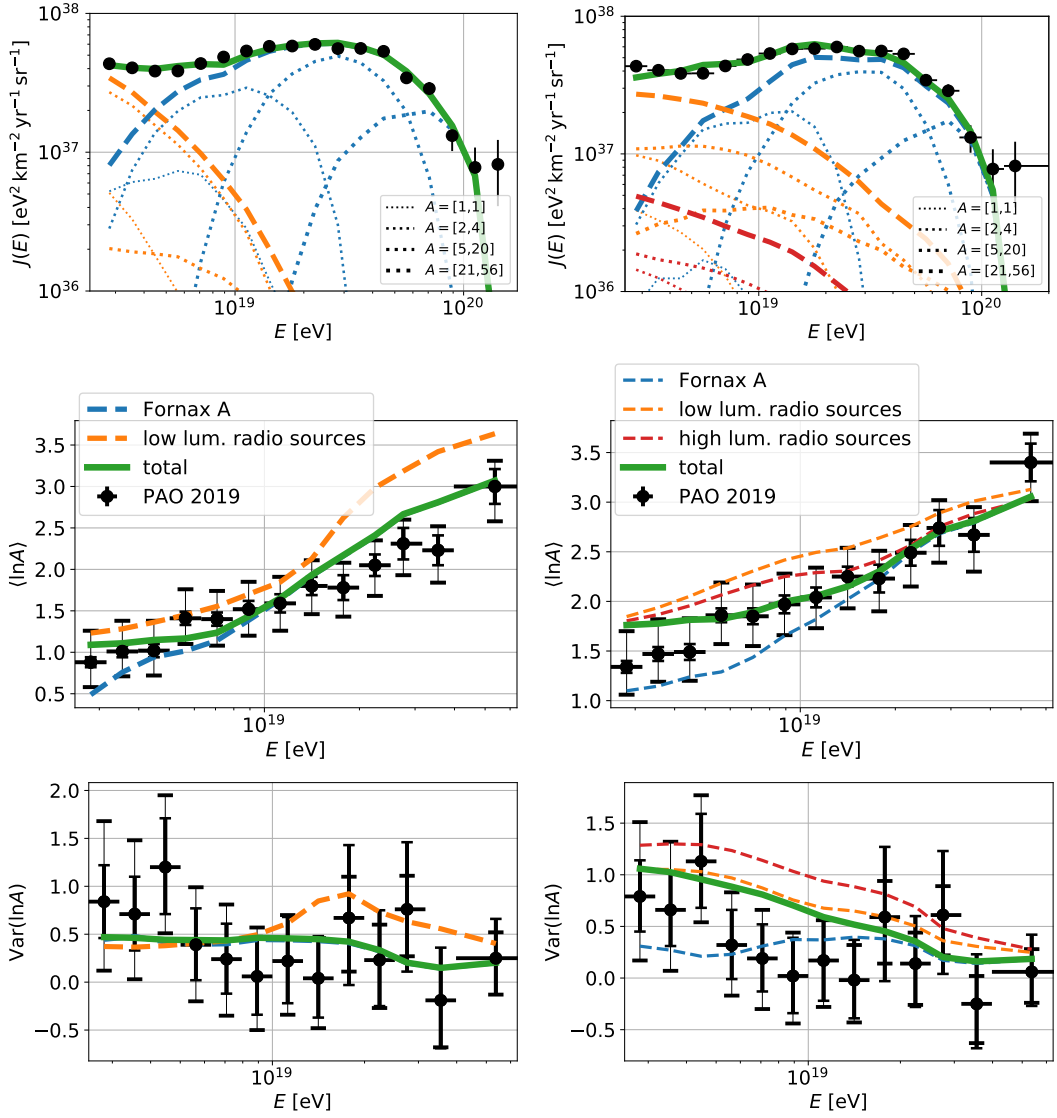 10^38
10^37
10^36
J(E) [eV^2 km^−2 yr^−1 sr^−1]
A = [1,1]
A = [2,4]
A = [5,20]
A = [21,56]
10^19
10^20
E [eV]
10^38
10^37
10^36
J(E) [eV^2 km^−2 yr^−1 sr^−1]
A = [1,1]
A = [2,4]
A = [5,20]
A = [21,56]
10^19
10^20
E [eV]
Fornax A
low lum. radio sources
total
PAO 2019
3.5
3.0
2.5
2.0
1.5
1.0
0.5
⟨lnA⟩
10^19
E [eV]
Fornax A
low lum. radio sources
high lum. radio sources
total
PAO 2019
3.5
3.0
2.5
2.0
1.5
1.0
⟨lnA⟩
10^19
E [eV]
2.0
1.5
1.0
0.5
0.0
−0.5
Var(lnA)
10^19
E [eV]
1.5
1.0
0.5
0.0
−0.5
Var(lnA)
10^19
E [eV]